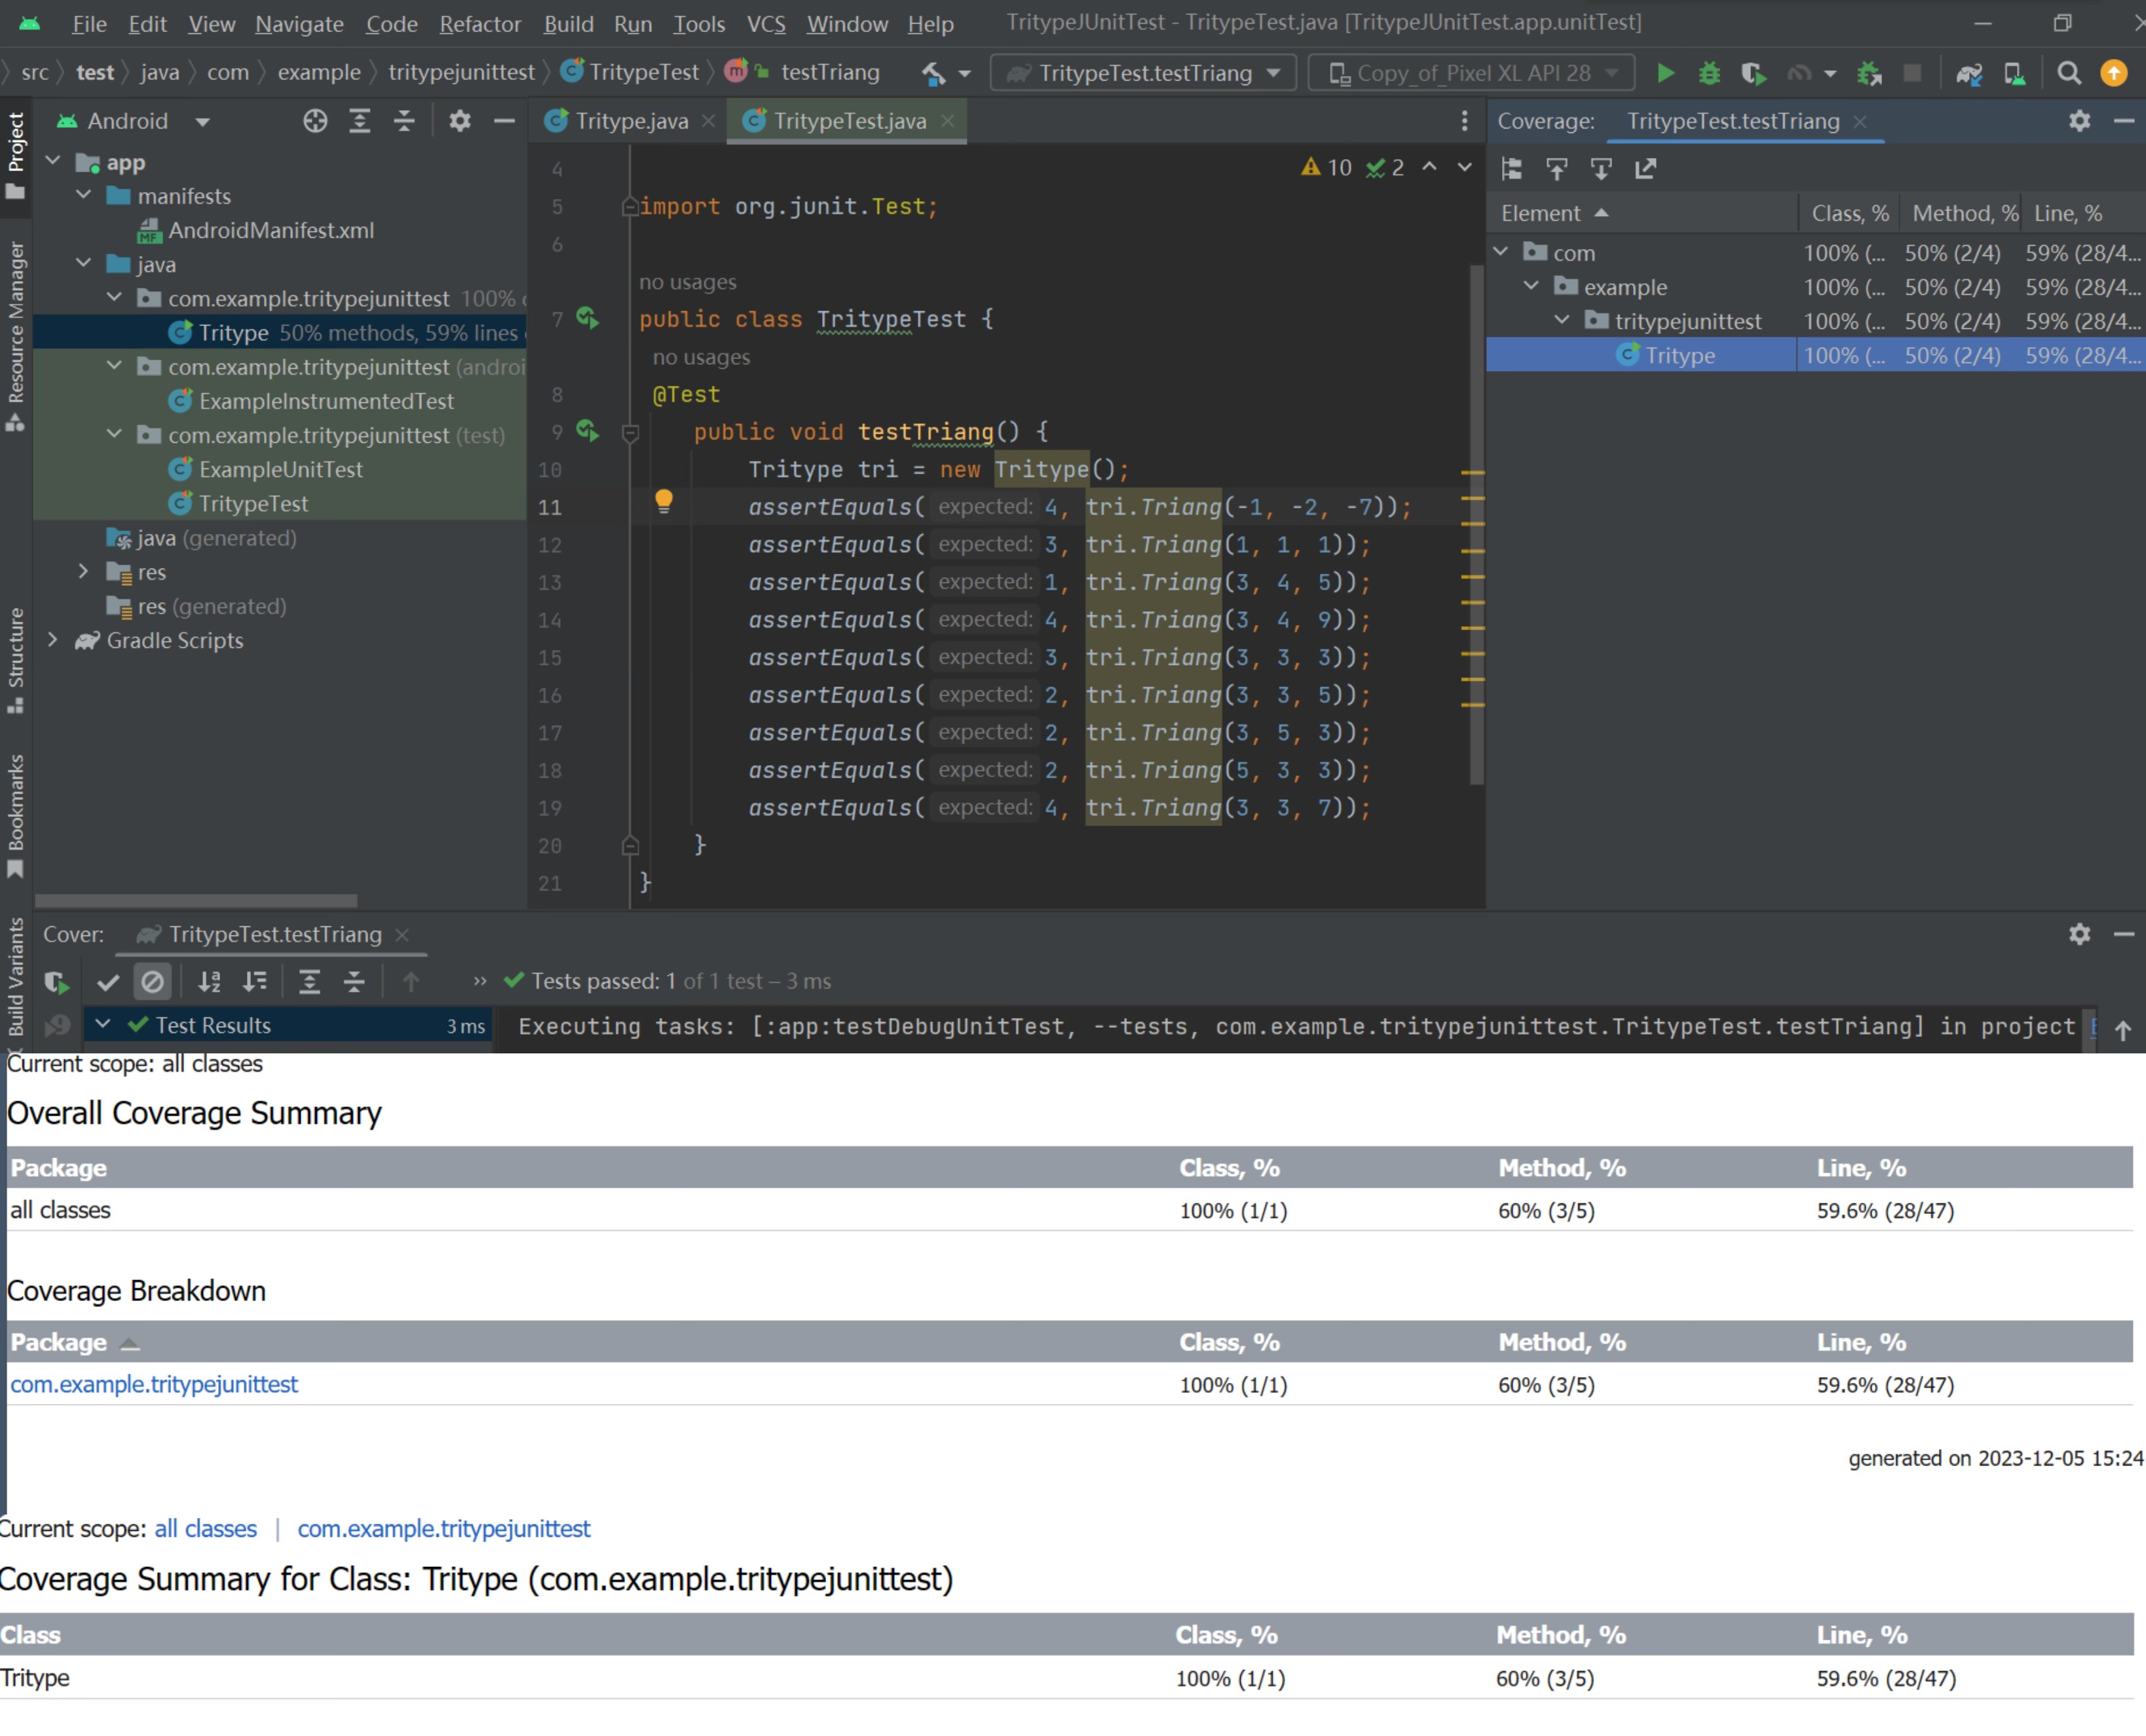 File Edit View Navigate Code Refactor Build Run Tools VCS Window Help TritypeJUnitTest - TritypeTest.java [TritypeJUnitTest.app.unitTest]
src test java com example tritypejunittest TritypeTest testTriang TritypeTest.testTriang Copy_of_Pixel XL API 28
Project
Resource Manager
Structure
Bookmarks
Build Variants
Android
app
manifests
AndroidManifest.xml
java
com.example.tritypejunittest 100%
Tritype 50% methods, 59% lines
com.example.tritypejunittest (androi
ExampleInstrumentedTest
com.example.tritypejunittest (test)
ExampleUnitTest
TritypeTest
java (generated)
res
res (generated)
Gradle Scripts
Tritype.java TritypeTest.java
10 2
4
5 import org.junit.Test;
6
no usages
7 public class TritypeTest {
no usages
8 @Test
9 public void testTriang() {
10 Tritype tri = new Tritype();
11 assertEquals( expected: 4, tri.Triang(-1, -2, -7));
12 assertEquals( expected: 3, tri.Triang(1, 1, 1));
13 assertEquals( expected: 1, tri.Triang(3, 4, 5));
14 assertEquals( expected: 4, tri.Triang(3, 4, 9));
15 assertEquals( expected: 3, tri.Triang(3, 3, 3));
16 assertEquals( expected: 2, tri.Triang(3, 3, 5));
17 assertEquals( expected: 2, tri.Triang(3, 5, 3));
18 assertEquals( expected: 2, tri.Triang(5, 3, 3));
19 assertEquals( expected: 4, tri.Triang(3, 3, 7));
20 }
21 }
Coverage: TritypeTest.testTriang
Element Class, % Method, % Line, %
com 100% (... 50% (2/4) 59% (28/4...
example 100% (... 50% (2/4) 59% (28/4...
tritypejunittest 100% (... 50% (2/4) 59% (28/4...
Tritype 100% (... 50% (2/4) 59% (28/4...
Cover: TritypeTest.testTriang
Tests passed: 1 of 1 test – 3 ms
Test Results 3 ms Executing tasks: [:app:testDebugUnitTest, --tests, com.example.tritypejunittest.TritypeTest.testTriang] in project
Current scope: all classes
Overall Coverage Summary
Package Class, % Method, % Line, %
all classes 100% (1/1) 60% (3/5) 59.6% (28/47)
Coverage Breakdown
Package Class, % Method, % Line, %
com.example.tritypejunittest 100% (1/1) 60% (3/5) 59.6% (28/47)
generated on 2023-12-05 15:24
Current scope: all classes | com.example.tritypejunittest
Coverage Summary for Class: Tritype (com.example.tritypejunittest)
Class Class, % Method, % Line, %
Tritype 100% (1/1) 60% (3/5) 59.6% (28/47)